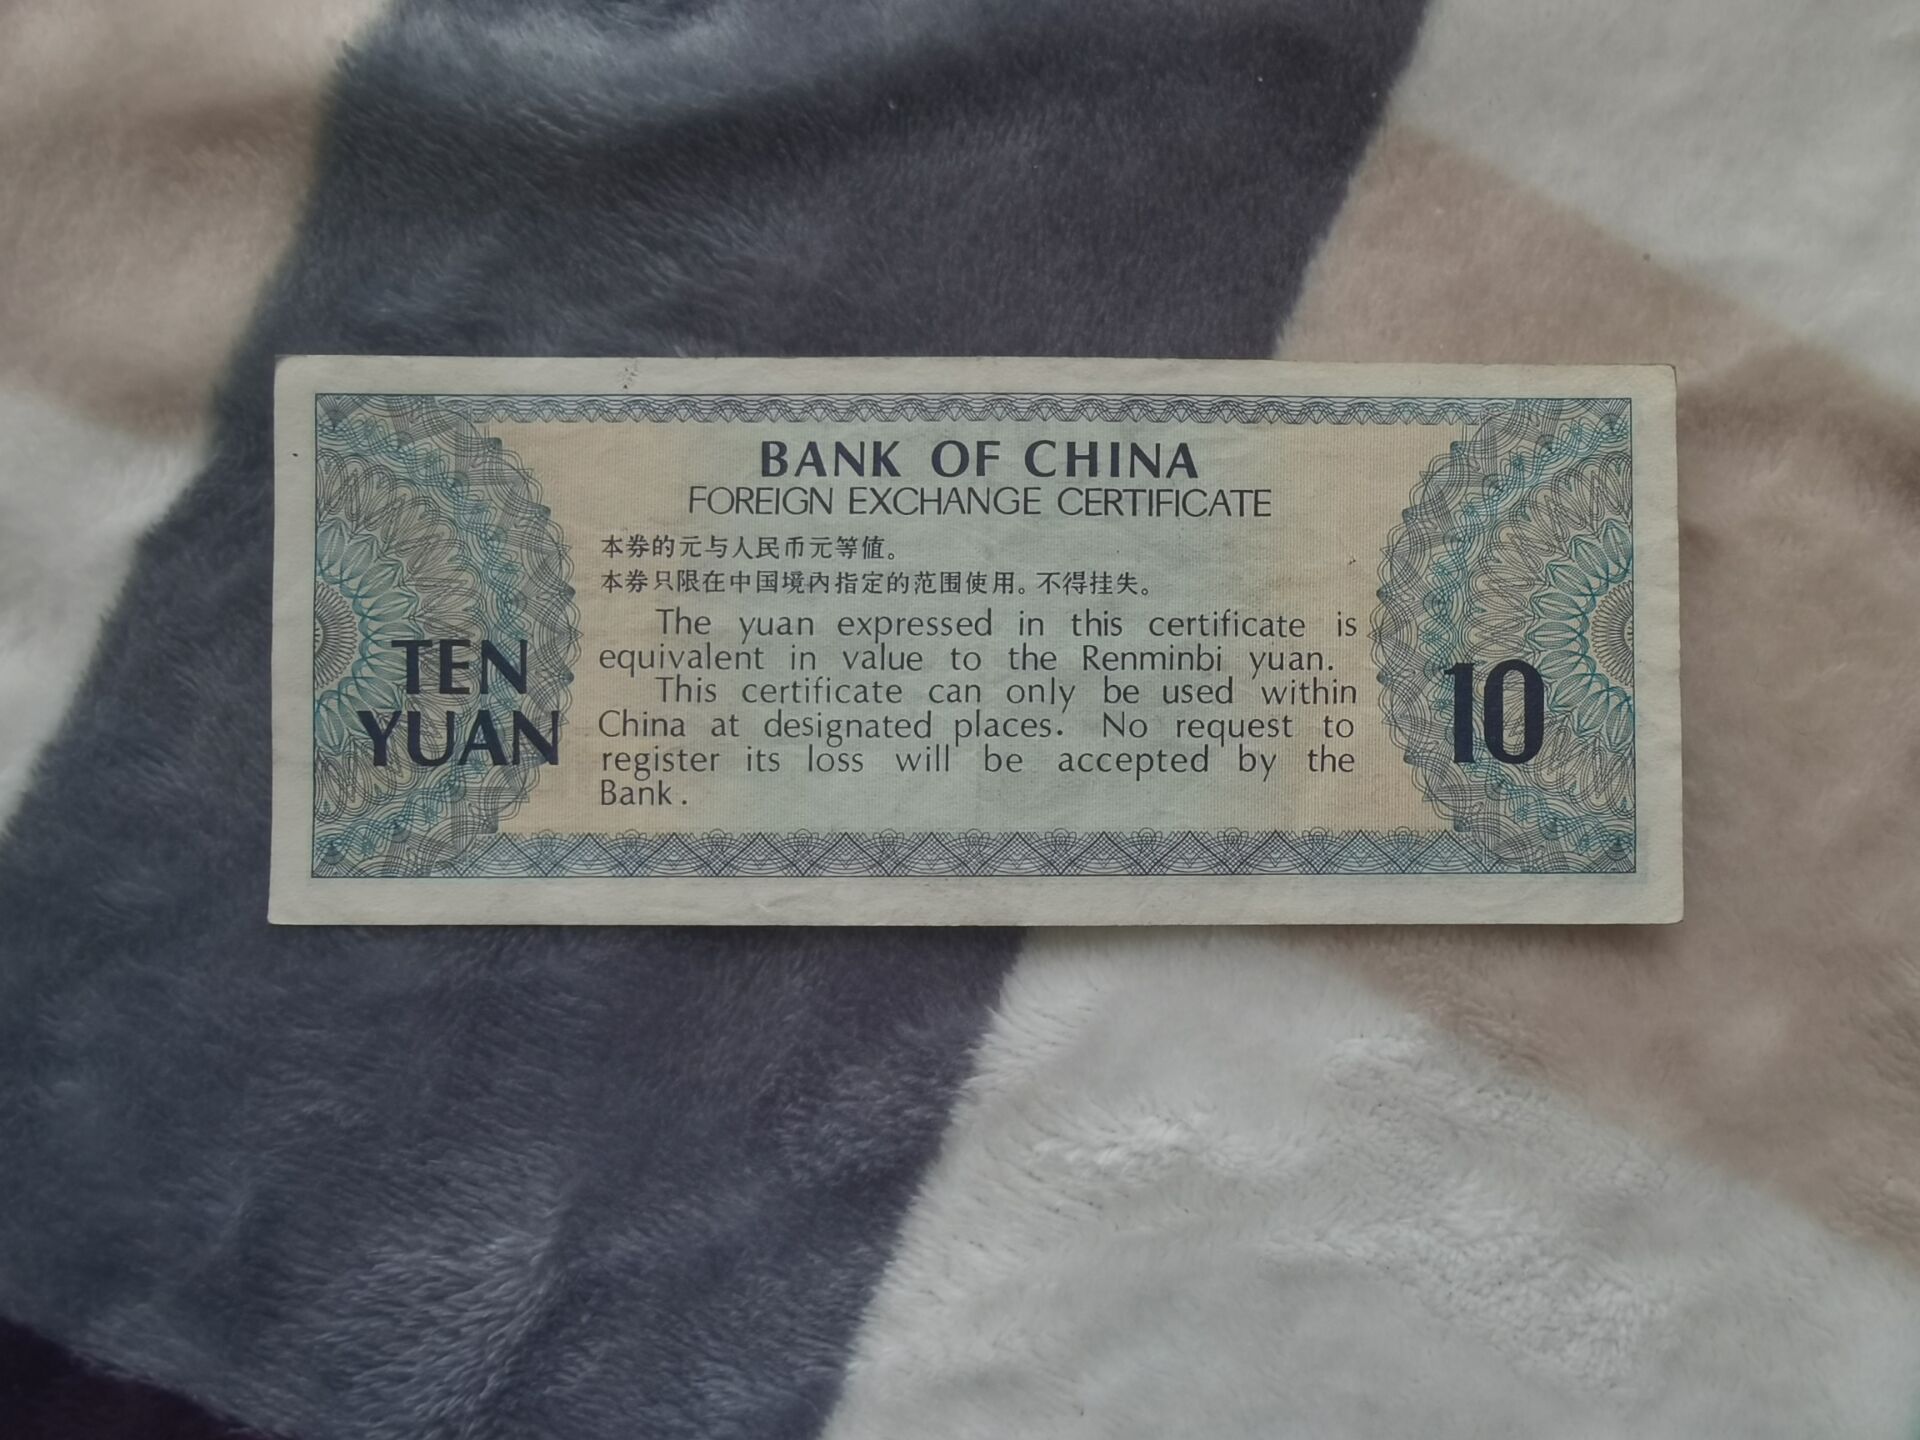 BANK OF CHINA
FOREIGN EXCHANGE CERTIFICATE
本券的元与人民币元等值。
本券只限在中国境内指定的范围使用。不得挂失。
The yuan expressed in this certificate is
equivalent in value to the Renminbi yuan.
This certificate can only be used within
China at designated places. No request to
register its loss will be accepted by the
Bank.
TEN
YUAN
10